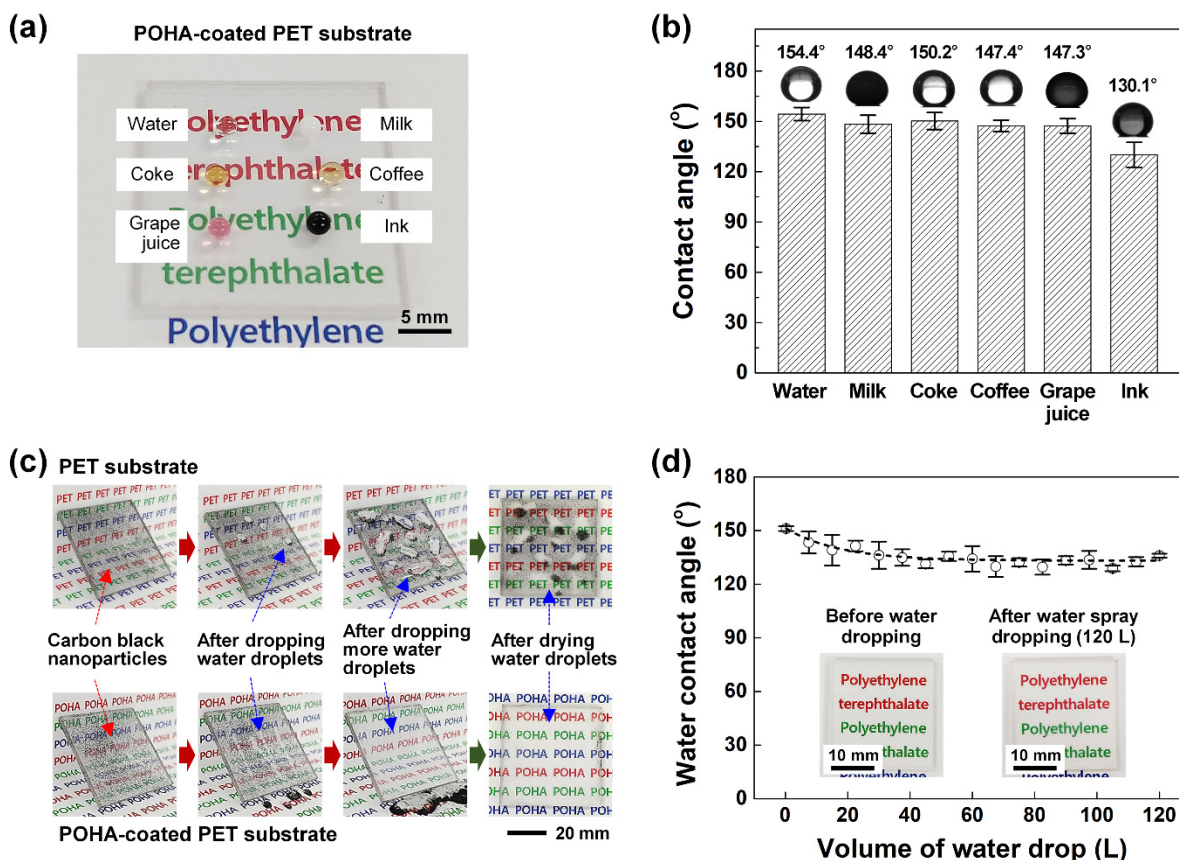 (a)
POHA-coated PET substrate
Polyethylene
terephthalate
Polyethylene
terephthalate
Polyethylene
Water
Milk
Coke
Coffee
Grape
juice
Ink
5 mm
(b)
Contact angle (°)
180
150
120
90
60
30
0
154.4°
148.4°
150.2°
147.4°
147.3°
130.1°
Water
Milk
Coke
Coffee
Grape
juice
Ink
(c)
PET substrate
Carbon black
nanoparticles
After dropping
water droplets
After dropping
more water
droplets
After drying
water droplets
POHA-coated PET substrate
20 mm
(d)
Water contact angle (°)
180
150
120
90
60
30
0
Before water
dropping
After water spray
dropping (120 L)
Polyethylene
terephthalate
Polyethylene
thalate
10 mm
Polyethylene
Polyethylene
terephthalate
Polyethylene
thalate
10 mm
Polyethylene
0
20
40
60
80
100
120
Volume of water drop (L)